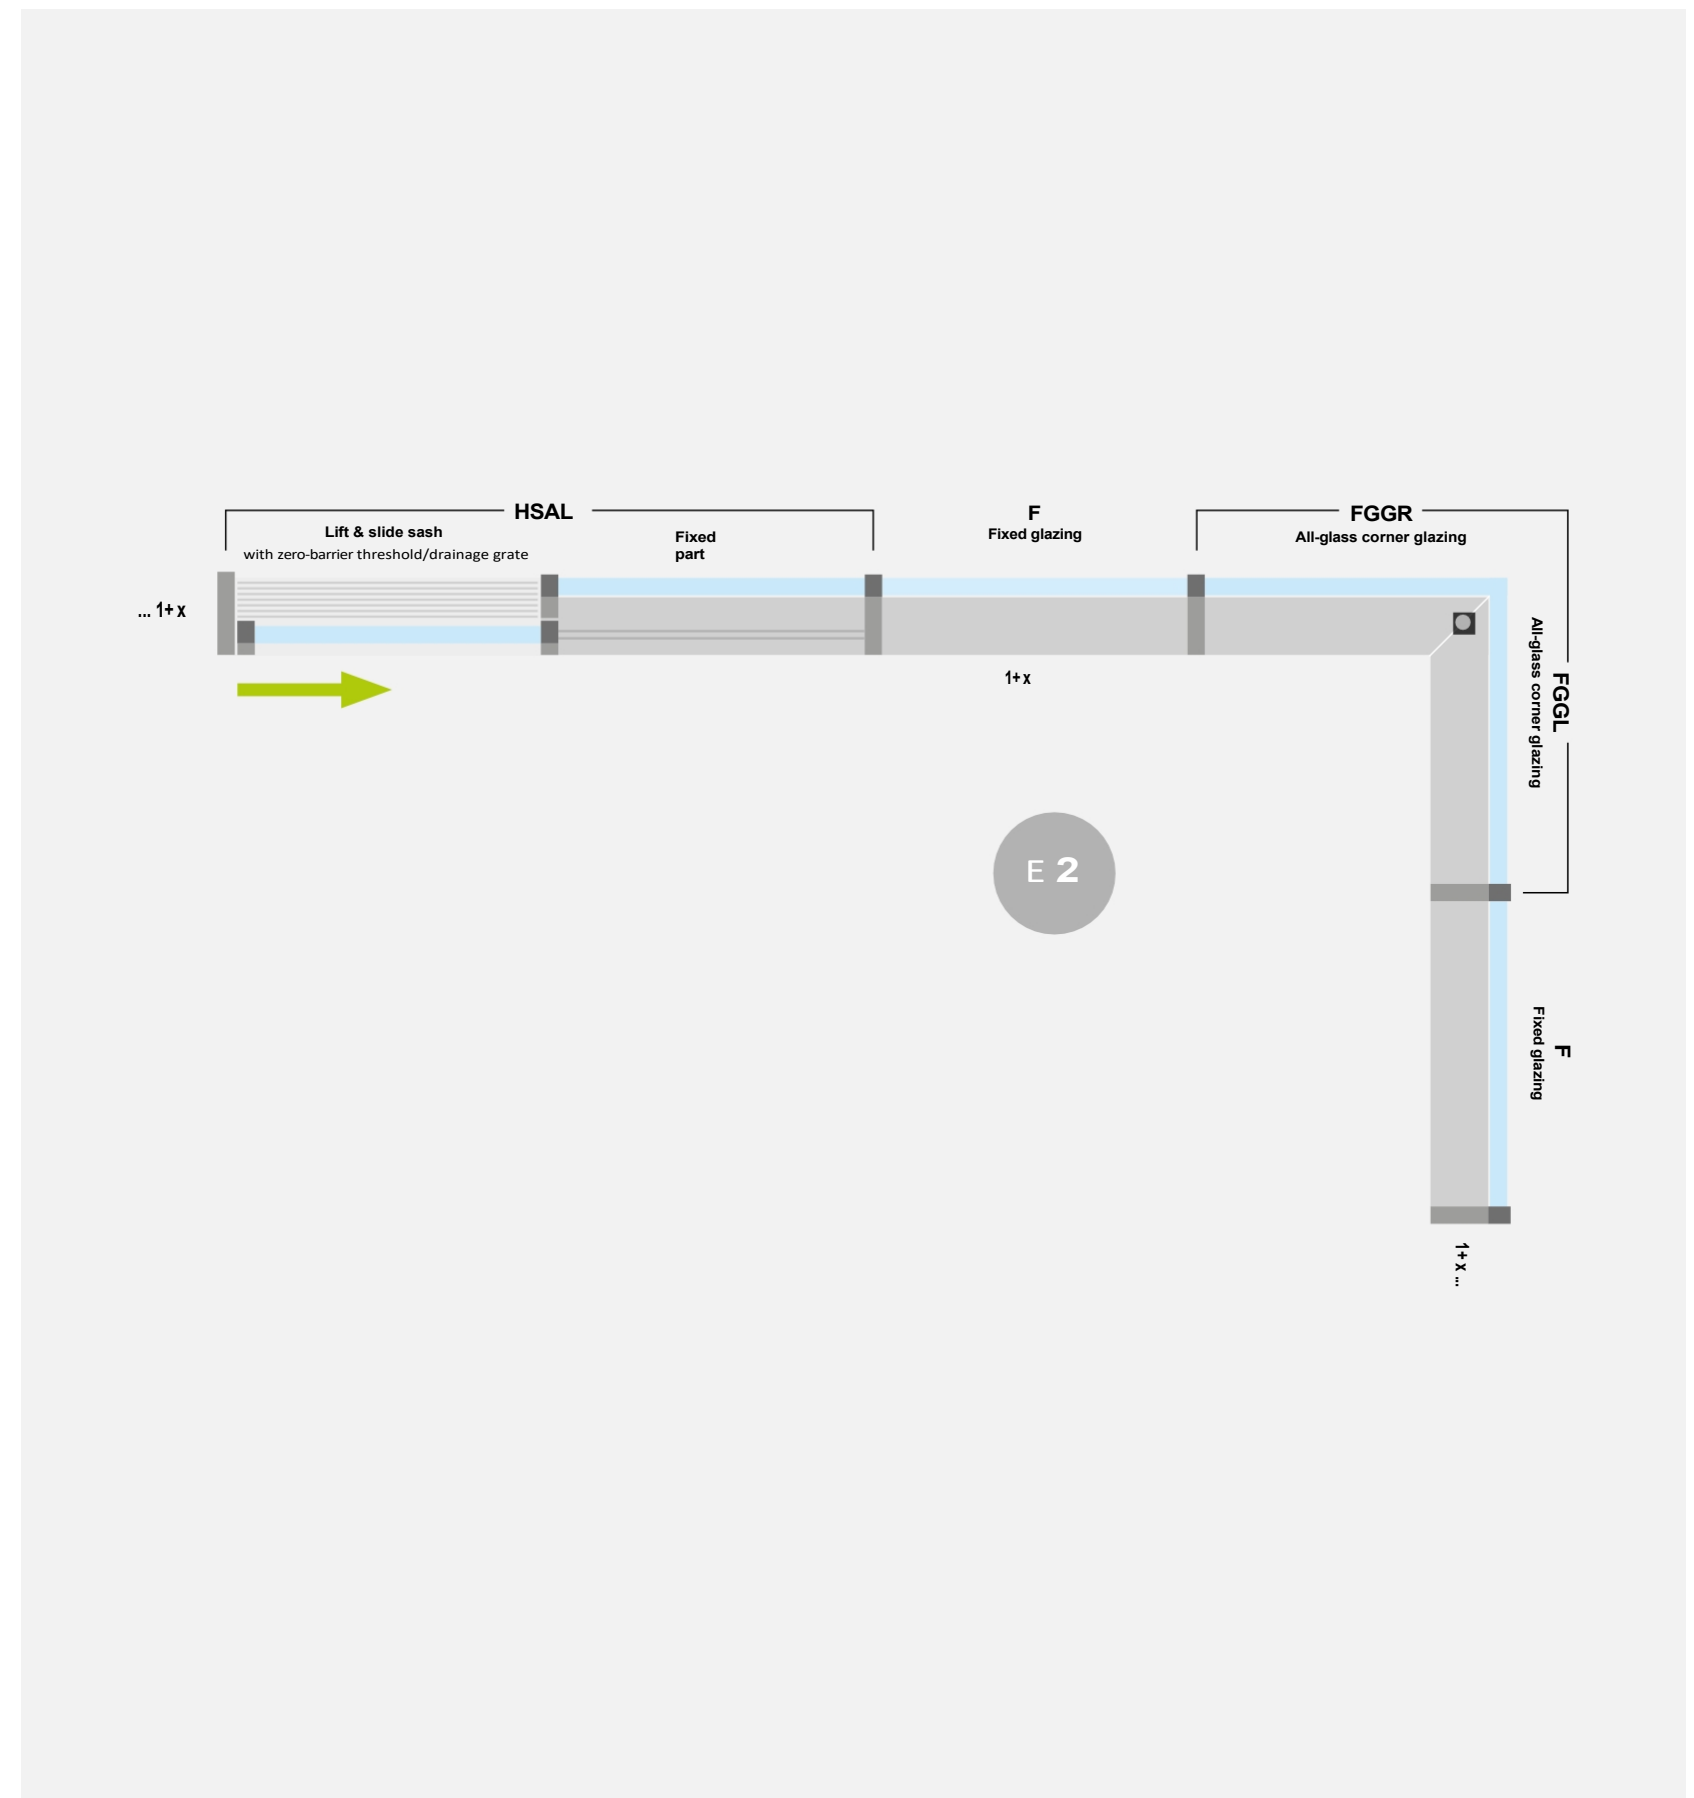 HSAL
Lift & slide sash
with zero-barrier threshold/drainage grate
Fixed
part
F
Fixed glazing
FGGR
All-glass corner glazing
... 1+ x
1+ x
FGGL
All-glass corner glazing
E 2
F
Fixed glazing
1+ x ...